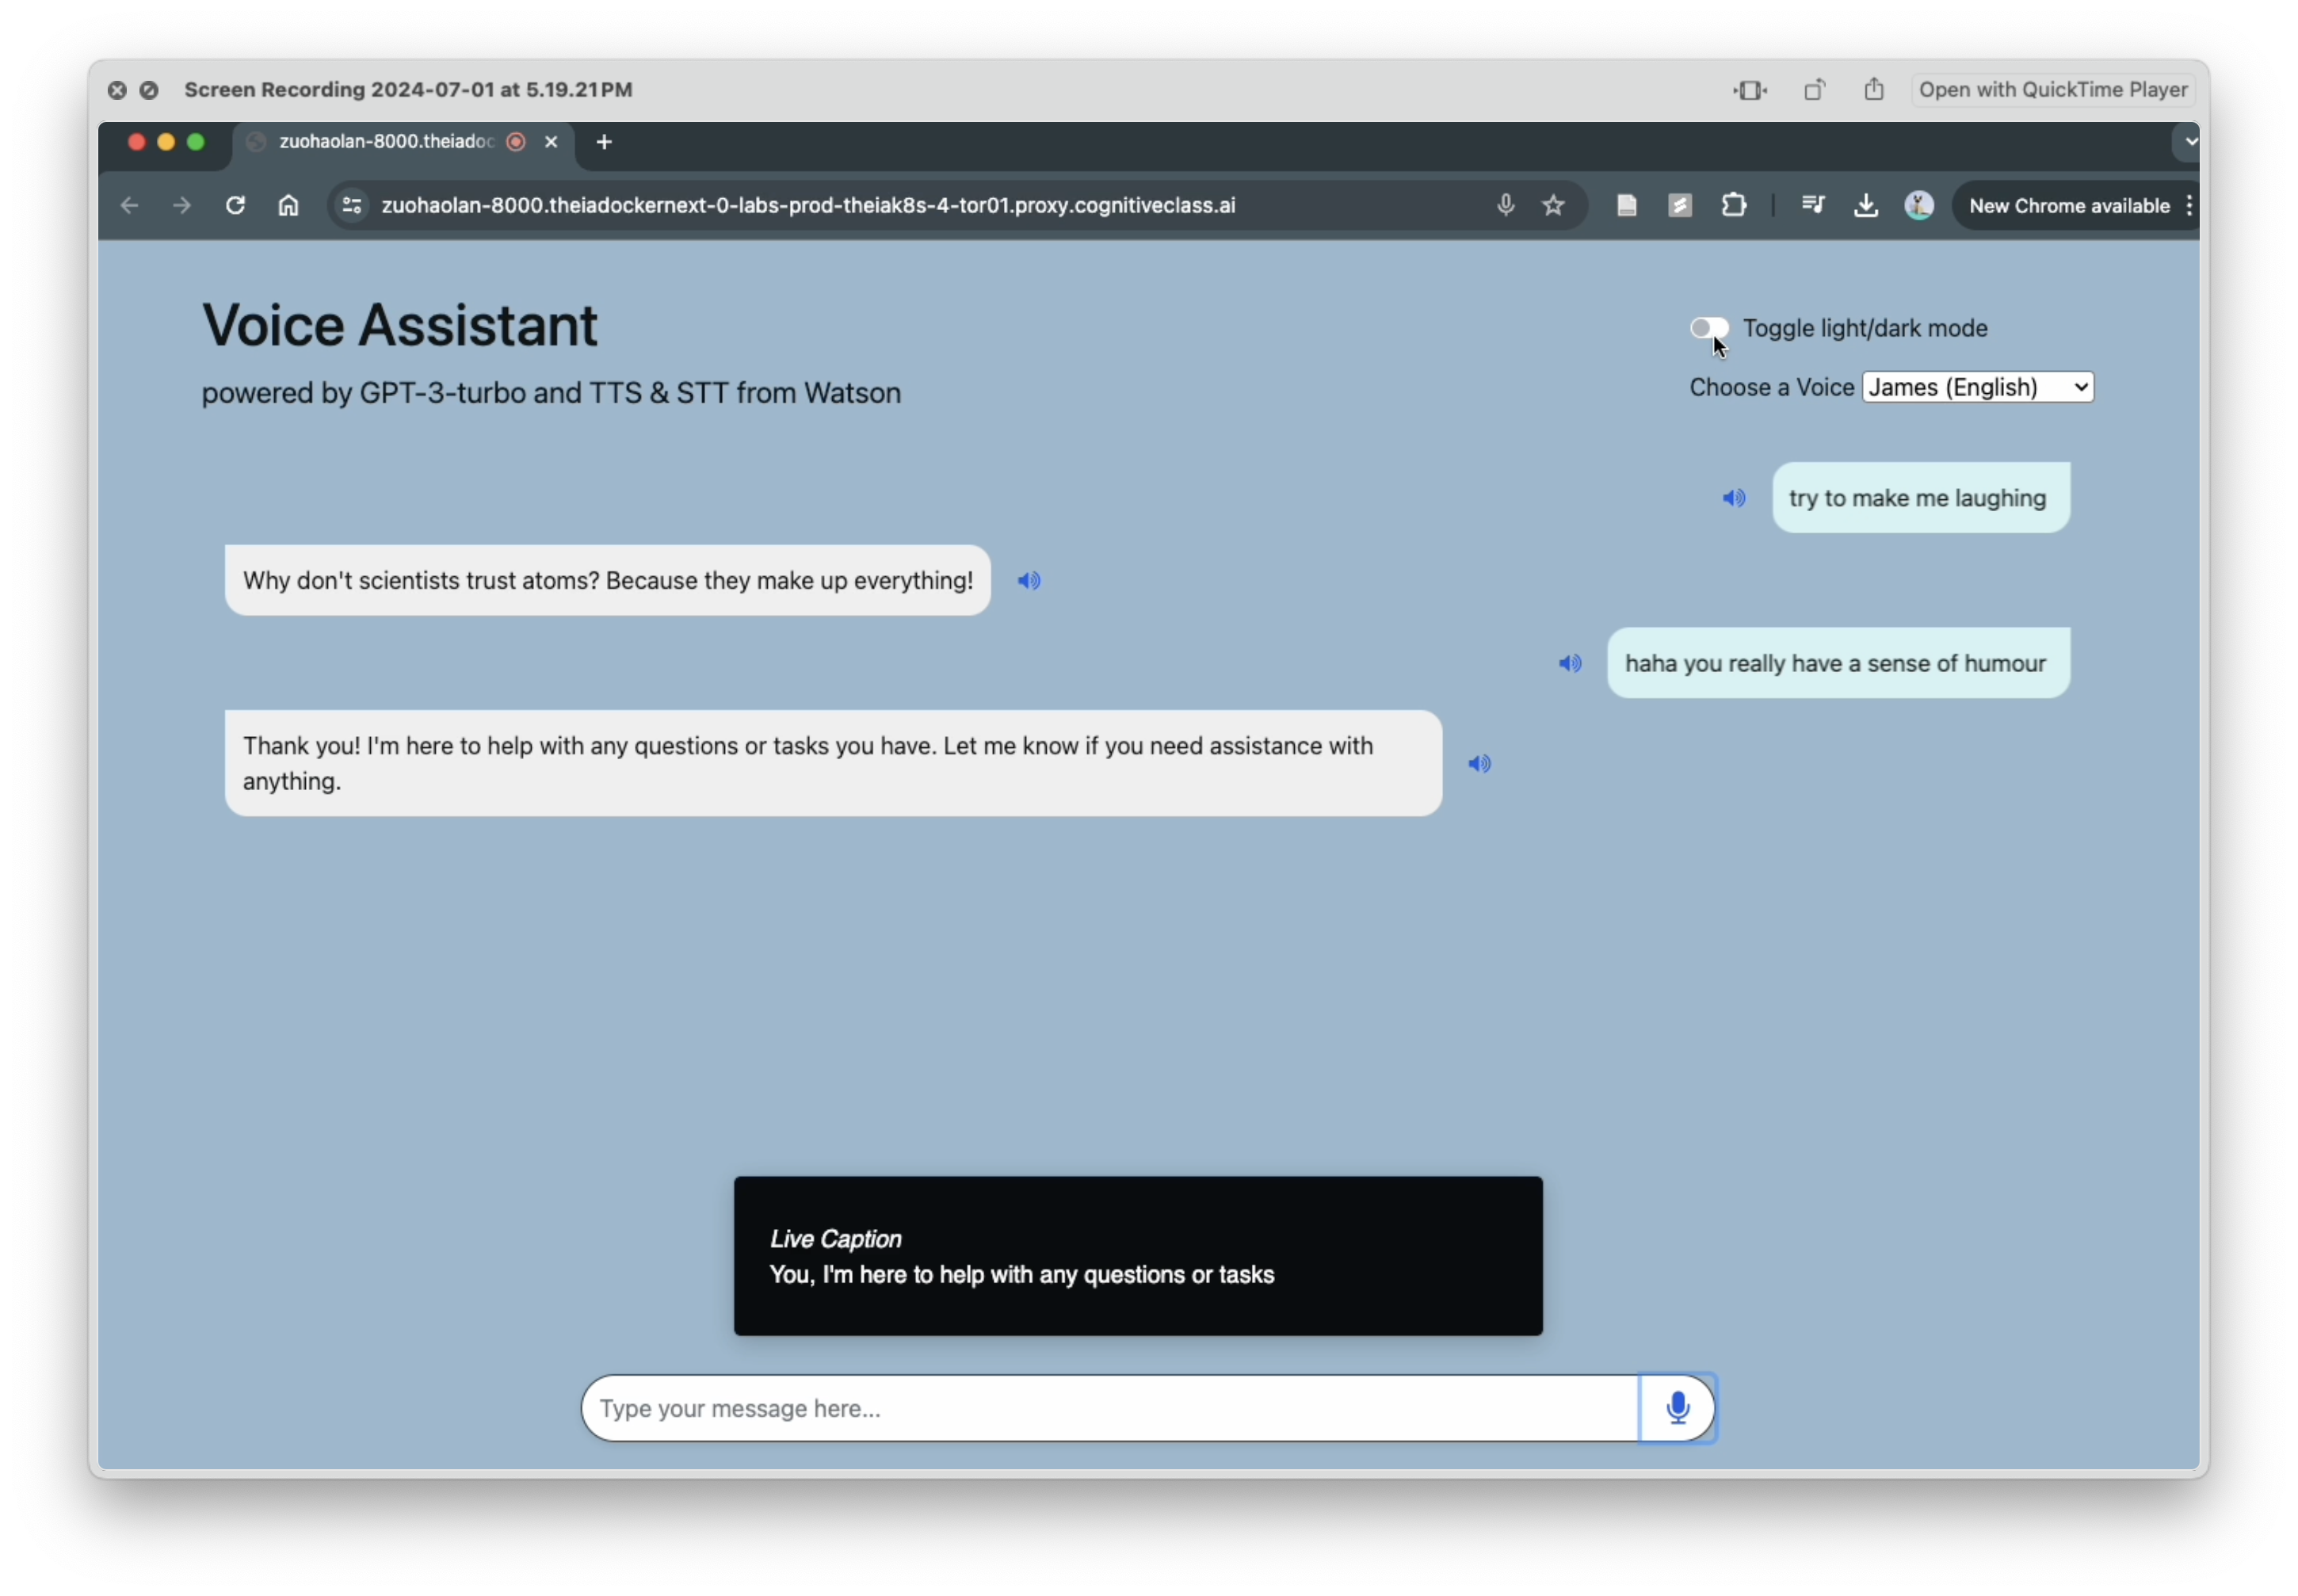 Screen Recording 2024-07-01 at 5.19.21 PM
Open with QuickTime Player
zuohaolan-8000.theiadoc
zuohaolan-8000.theiadockernext-0-labs-prod-theiak8s-4-tor01.proxy.cognitiveclass.ai
New Chrome available
Voice Assistant
Toggle light/dark mode
powered by GPT-3-turbo and TTS & STT from Watson
Choose a Voice James (English)
try to make me laughing
Why don't scientists trust atoms? Because they make up everything!
haha you really have a sense of humour
Thank you! I'm here to help with any questions or tasks you have. Let me know if you need assistance with
anything.
Live Caption
You, I'm here to help with any questions or tasks
Type your message here...